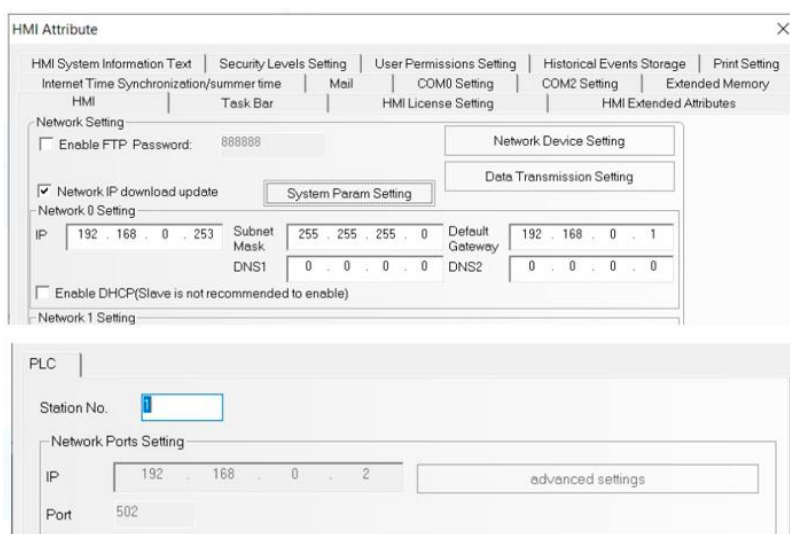 HMI Attribute
HMI System Information Text Security Levels Setting User Permissions Setting Historical Events Storage Print Setting
Internet Time Synchronization/summer time Mail COM0 Setting COM2 Setting Extended Memory
HMI Task Bar HMI License Setting HMI Extended Attributes
Network Setting
Enable FTP Password: 888888 Network Device Setting
Data Transmission Setting
Network IP download update System Param Setting
Network 0 Setting
IP 192 . 168 . 0 . 253 Subnet Mask 255 . 255 . 255 . 0 Default Gateway 192 . 168 . 0 . 1
DNS1 0 . 0 . 0 . 0 DNS2 0 . 0 . 0 . 0
Enable DHCP(Slave is not recommended to enable)
Network 1 Setting
PLC
Station No. 1
Network Ports Setting
IP 192 . 168 . 0 . 2 advanced settings
Port 502